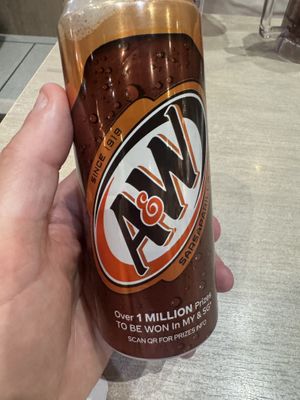 SINCE 1919
A&W
SARSAPARILLA
Over 1 MILLION Prizes
TO BE WON In MY & SG*
SCAN QR FOR PRIZES INFO